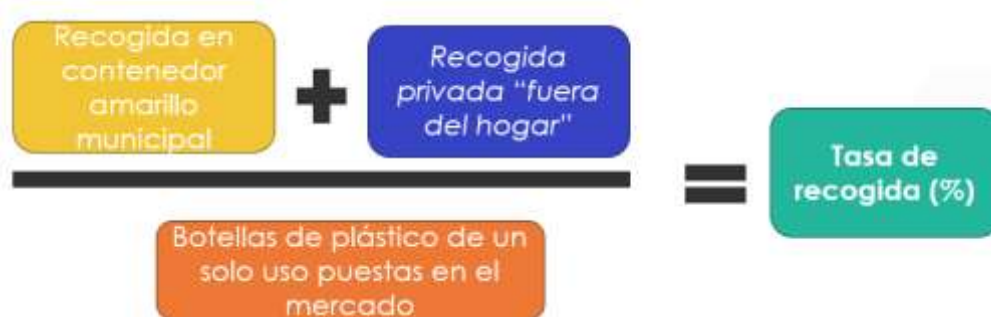 Recogida en
contenedor
amarillo
municipal
Recogida
privada "fuera
del hogar"
Tasa de
recogida (%)
Botellas de plástico de un
solo uso puestas en el
mercado